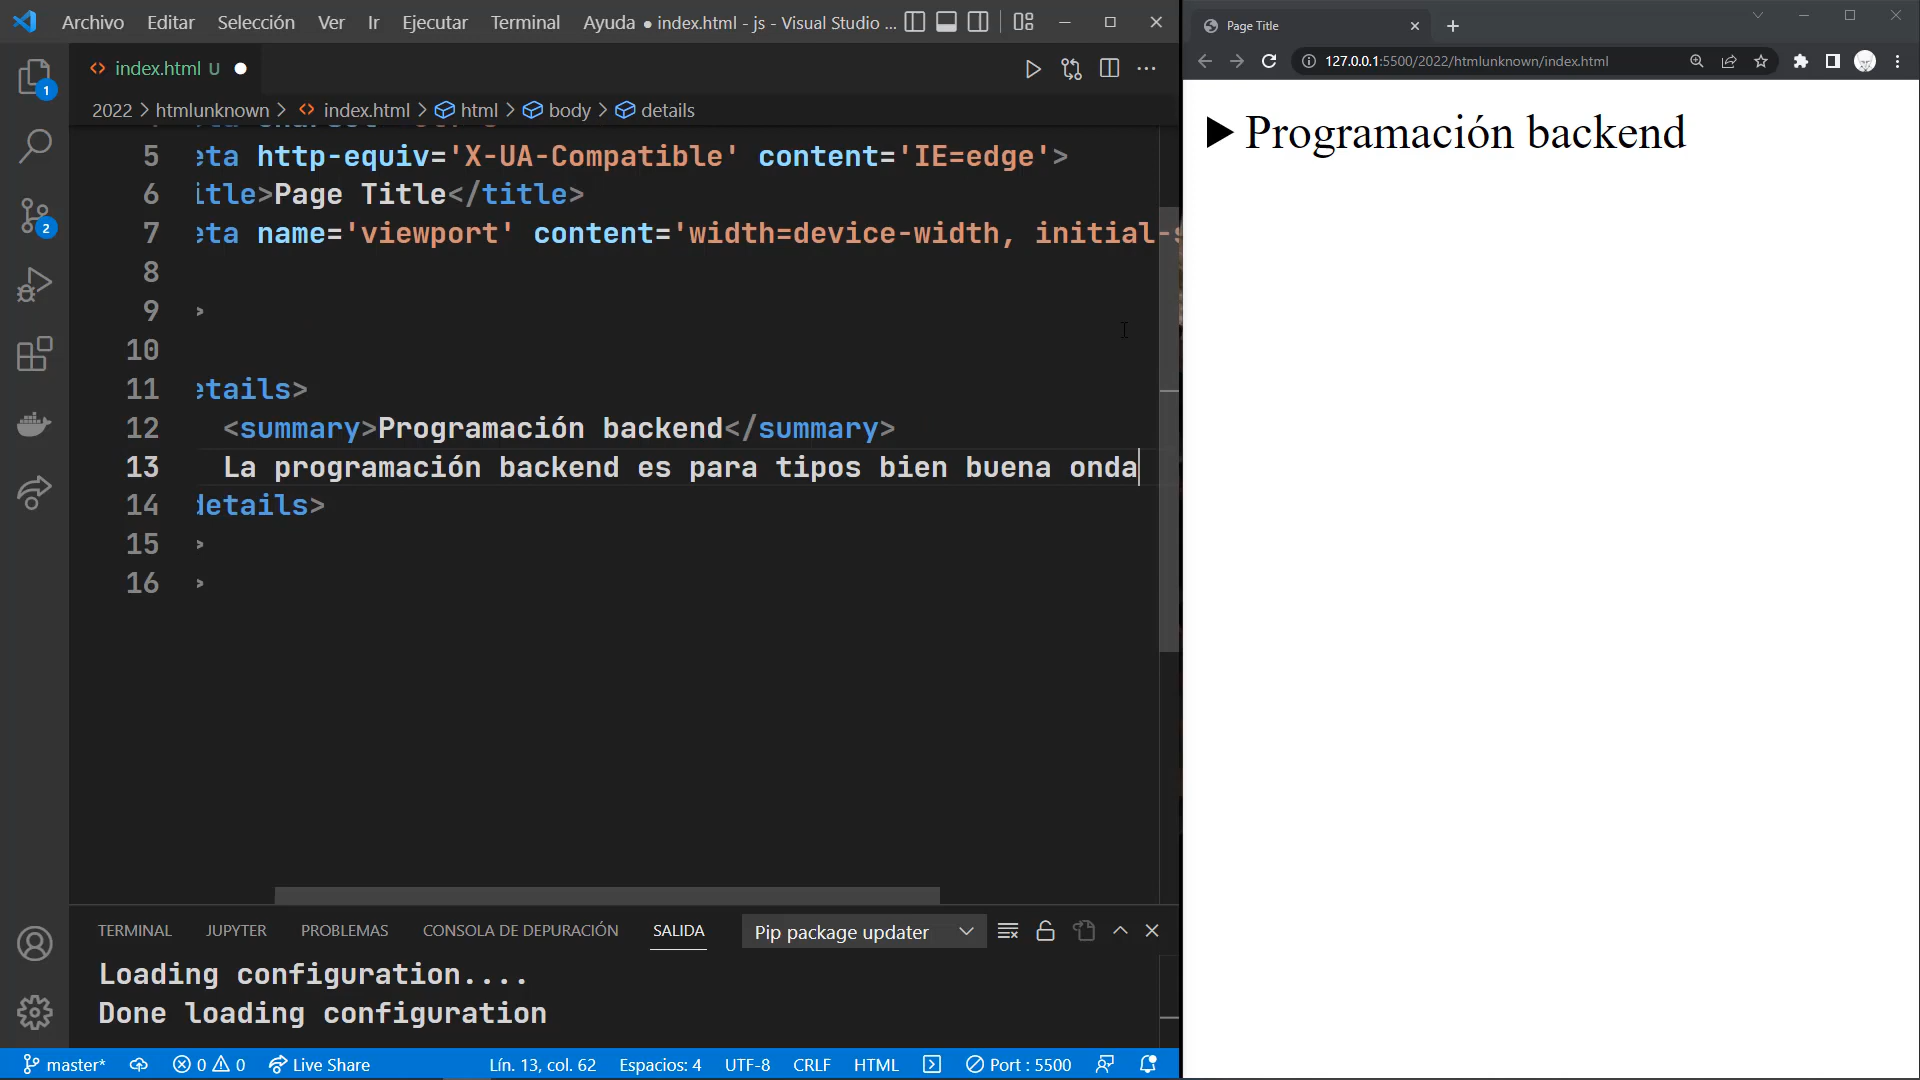 Archivo Editar Selección Ver Ir Ejecutar Terminal Ayuda ● index.html - js - Visual Studio ...
index.html U
2022 > htmlunknown > index.html > html > body > details
5 eta http-equiv='X-UA-Compatible' content='IE=edge'>
6 itle>Page Title</title>
7 eta name='viewport' content='width=device-width, initial-s
8
9 >
10
11 etails>
12 <summary>Programación backend</summary>
13 La programación backend es para tipos bien buena onda
14 details>
15 >
16 >
1
2
TERMINAL JUPYTER PROBLEMAS CONSOLA DE DEPURACIÓN SALIDA Pip package updater
Loading configuration....
Done loading configuration
master* 0 0 Live Share Lín. 13, col. 62 Espacios: 4 UTF-8 CRLF HTML Port : 5500
Page Title
127.0.0.1:5500/2022/htmlunknown/index.html
Programación backend